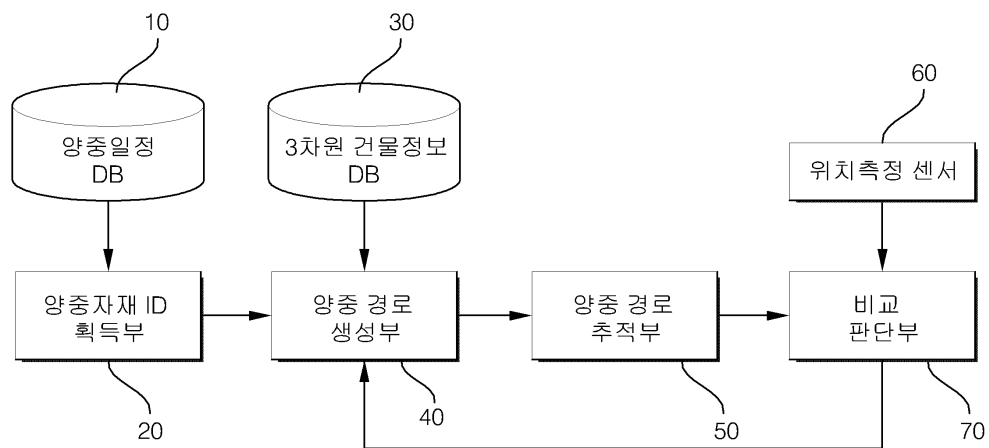 10
30
60
양중일정
DB
3차원 건물정보
DB
위치측정 센서
양중자재 ID
획득부
양중 경로
생성부
양중 경로
추적부
비교
판단부
20
40
50
70